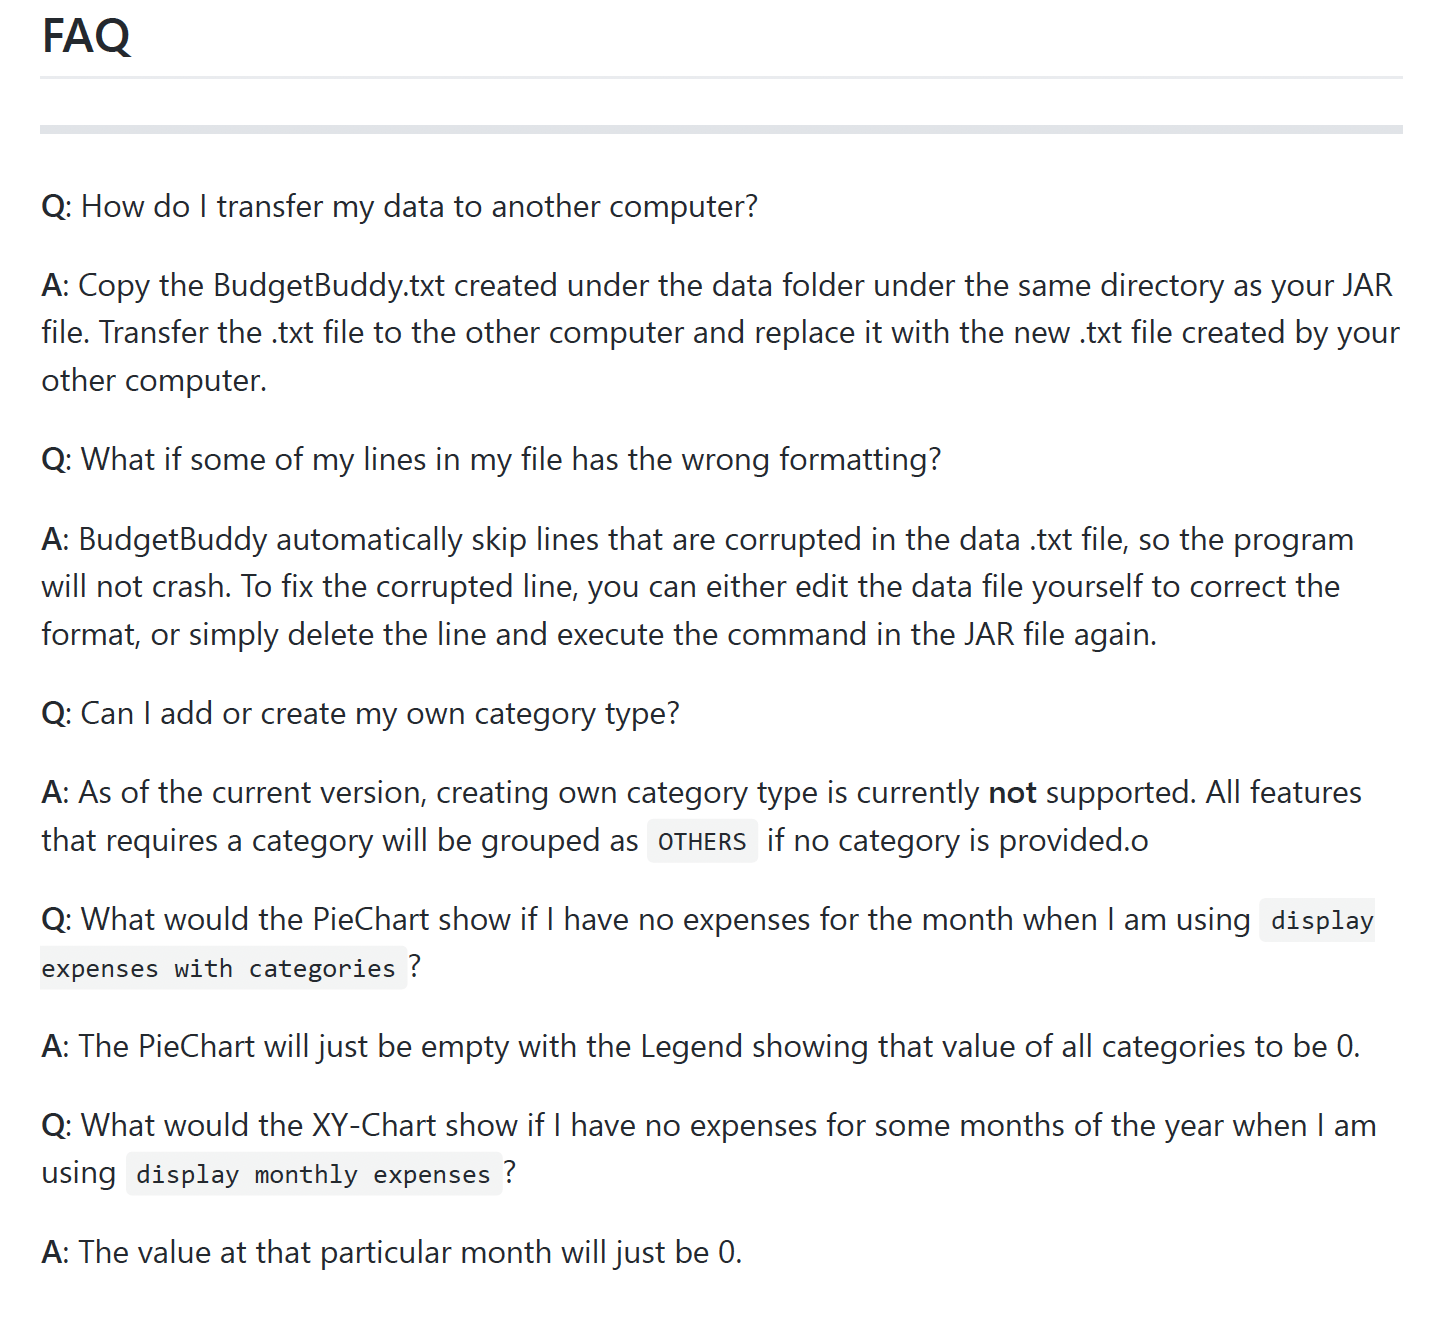 FAQ
Q: How do I transfer my data to another computer?
A: Copy the BudgetBuddy.txt created under the data folder under the same directory as your JAR
file. Transfer the .txt file to the other computer and replace it with the new .txt file created by your
other computer.
Q: What if some of my lines in my file has the wrong formatting?
A: BudgetBuddy automatically skip lines that are corrupted in the data .txt file, so the program
will not crash. To fix the corrupted line, you can either edit the data file yourself to correct the
format, or simply delete the line and execute the command in the JAR file again.
Q: Can I add or create my own category type?
A: As of the current version, creating own category type is currently not supported. All features
that requires a category will be grouped as OTHERS if no category is provided.o
Q: What would the PieChart show if I have no expenses for the month when I am using display
expenses with categories ?
A: The PieChart will just be empty with the Legend showing that value of all categories to be 0.
Q: What would the XY-Chart show if I have no expenses for some months of the year when I am
using display monthly expenses ?
A: The value at that particular month will just be 0.